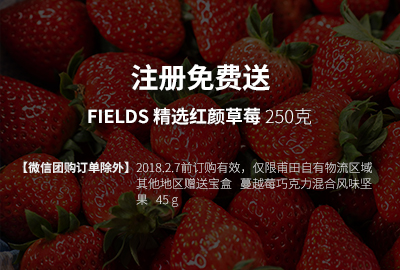 注册免费送
FIELDS 精选红颜草莓 250克
【微信团购订单除外】2018.2.7前订购有效，仅限甫田自有物流区域
其他地区赠送宝盒 蔓越莓巧克力混合风味坚
果 45 g